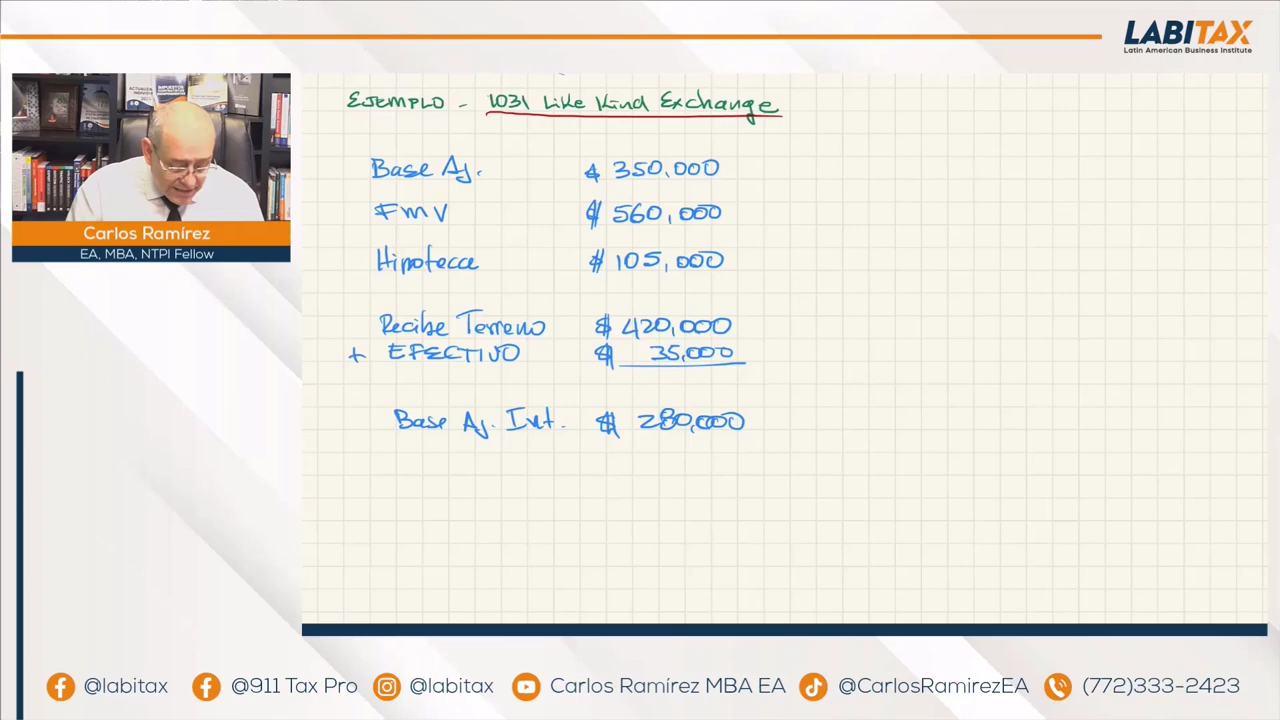 LABITAX
Latin American Business Institute
EJEMPLO - 1031 Like Kind Exchange
Base Aj. $ 350,000
FMV $ 560,000
Hipoteca $ 105,000
Recibe Terreno $ 420,000
+ EFECTIVO $ 35,000
Base Aj. Int. $ 280,000
Carlos Ramírez
EA, MBA, NTPI Fellow
@labitax @911 Tax Pro @labitax Carlos Ramírez MBA EA @CarlosRamirezEA (772)333-2423